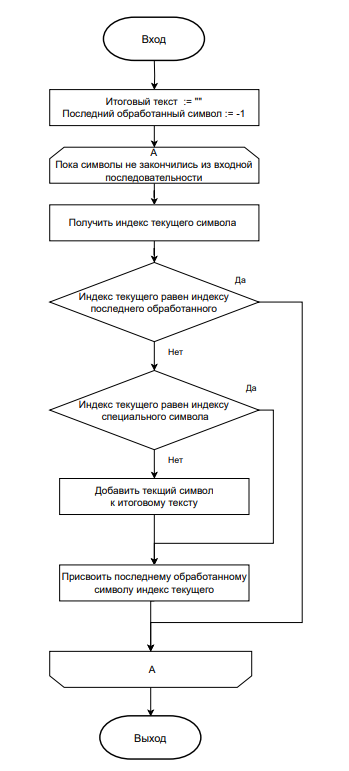 Вход
Итоговый текст := ""
Последний обработанный символ := -1
А
Пока символы не закончились из входной
последовательности
Получить индекс текущего символа
Да
Индекс текущего равен индексу
последнего обработанного
Нет
Да
Индекс текущего равен индексу
специального символа
Нет
Добавить текщий символ
к итоговому тексту
Присвоить последнему обработанному
символу индекс текущего
А
Выход